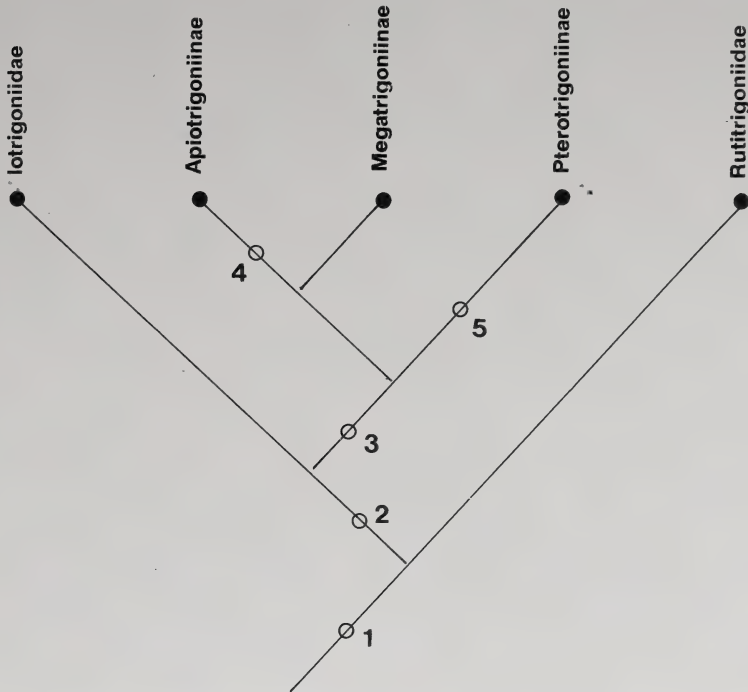 Iotrigoniidae
Apiotrigoniinae
Megatrigoniinae
Pterotrigoniinae
Rutitrigoniidae
4
5
3
2
1